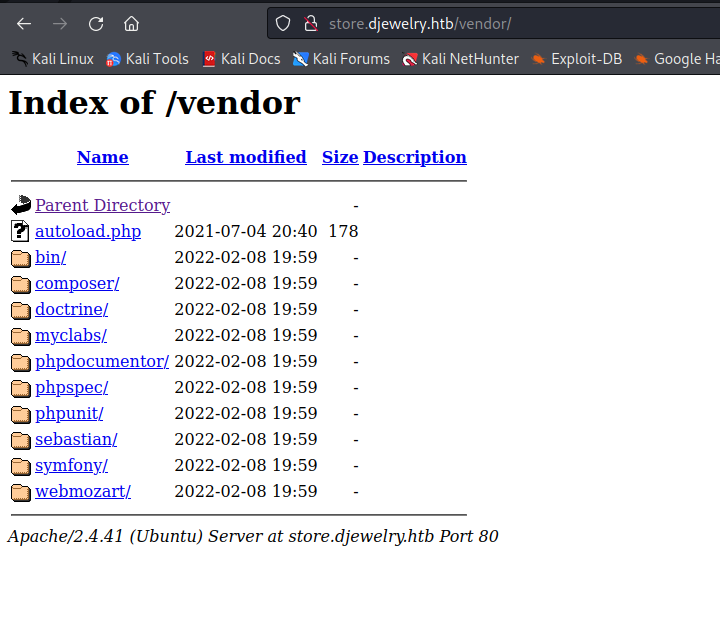 store.djewelry.htb/vendor/
Kali Linux Kali Tools Kali Docs Kali Forums Kali NetHunter Exploit-DB Google Ha
Index of /vendor
Name Last modified Size Description
Parent Directory -
autoload.php 2021-07-04 20:40 178
bin/ 2022-02-08 19:59 -
composer/ 2022-02-08 19:59 -
doctrine/ 2022-02-08 19:59 -
myclabs/ 2022-02-08 19:59 -
phpdocumentor/ 2022-02-08 19:59 -
phpspec/ 2022-02-08 19:59 -
phpunit/ 2022-02-08 19:59 -
sebastian/ 2022-02-08 19:59 -
symfony/ 2022-02-08 19:59 -
webmozart/ 2022-02-08 19:59 -
Apache/2.4.41 (Ubuntu) Server at store.djewelry.htb Port 80